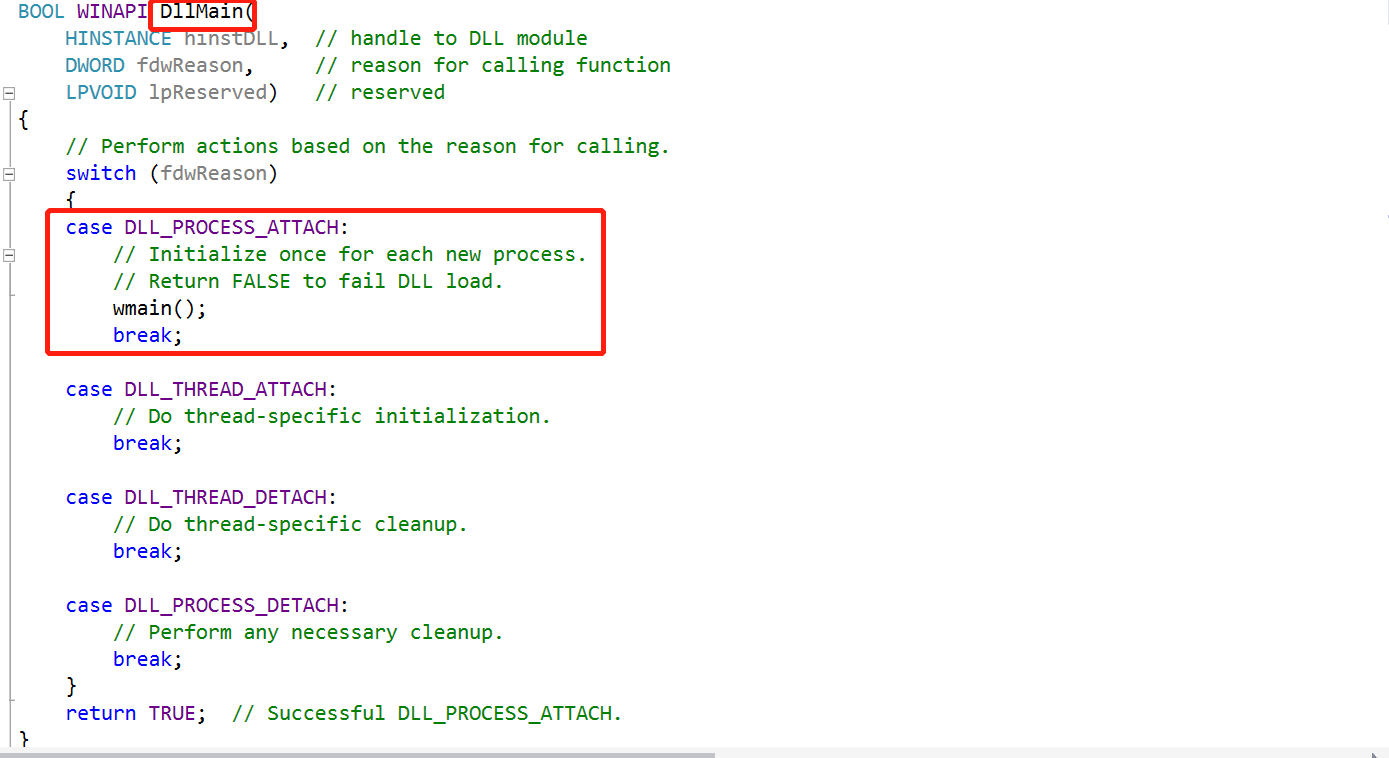 BOOL WINAPI DllMain(
    HINSTANCE hinstDLL,  // handle to DLL module
    DWORD fdwReason,     // reason for calling function
    LPVOID lpReserved)   // reserved
{
    // Perform actions based on the reason for calling.
    switch (fdwReason)
    {
    case DLL_PROCESS_ATTACH:
        // Initialize once for each new process.
        // Return FALSE to fail DLL load.
        wmain();
        break;
    case DLL_THREAD_ATTACH:
        // Do thread-specific initialization.
        break;
    case DLL_THREAD_DETACH:
        // Do thread-specific cleanup.
        break;
    case DLL_PROCESS_DETACH:
        // Perform any necessary cleanup.
        break;
    }
    return TRUE;  // Successful DLL_PROCESS_ATTACH.
}